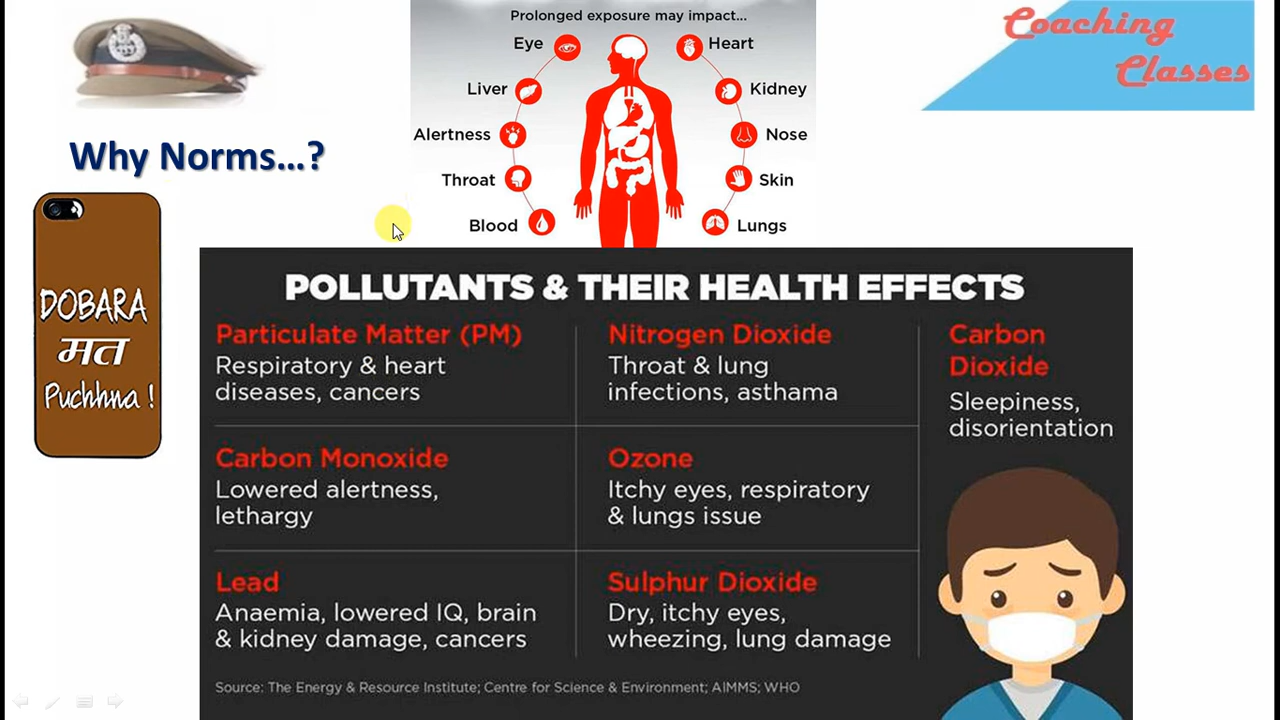 Coaching
Classes
Why Norms...?
DOBARA
मत
Puchhna !
Prolonged exposure may impact...
Eye
Liver
Alertness
Throat
Blood
Heart
Kidney
Nose
Skin
Lungs
POLLUTANTS & THEIR HEALTH EFFECTS
Particulate Matter (PM)
Respiratory & heart
diseases, cancers
Nitrogen Dioxide
Throat & lung
infections, asthama
Carbon
Dioxide
Sleepiness,
disorientation
Carbon Monoxide
Lowered alertness,
lethargy
Ozone
Itchy eyes, respiratory
& lungs issue
Lead
Anaemia, lowered IQ, brain
& kidney damage, cancers
Sulphur Dioxide
Dry, itchy eyes,
wheezing, lung damage
Source: The Energy & Resource Institute; Centre for Science & Environment; AIMMS; WHO